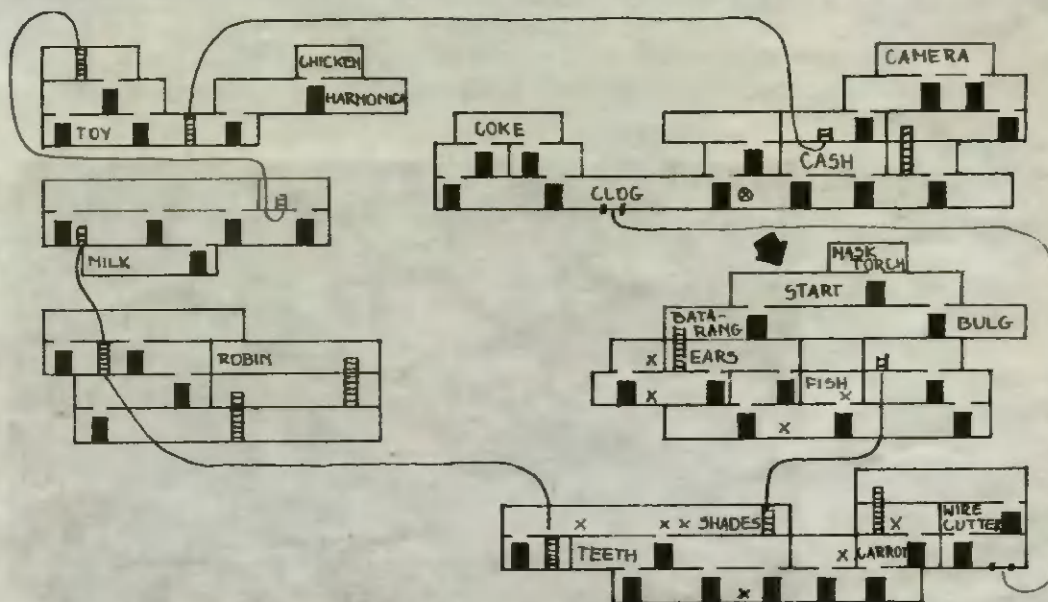 CHICKEN
CAMERA
HARMONICA
TOY
COKE
CASH
CLOG
MILK
MASK
TORCH
START
BATA-
RANG
BULG
ROBIN
EARS
FISH
SHADES
WIRE
CUTTER
TEETH
CARROT